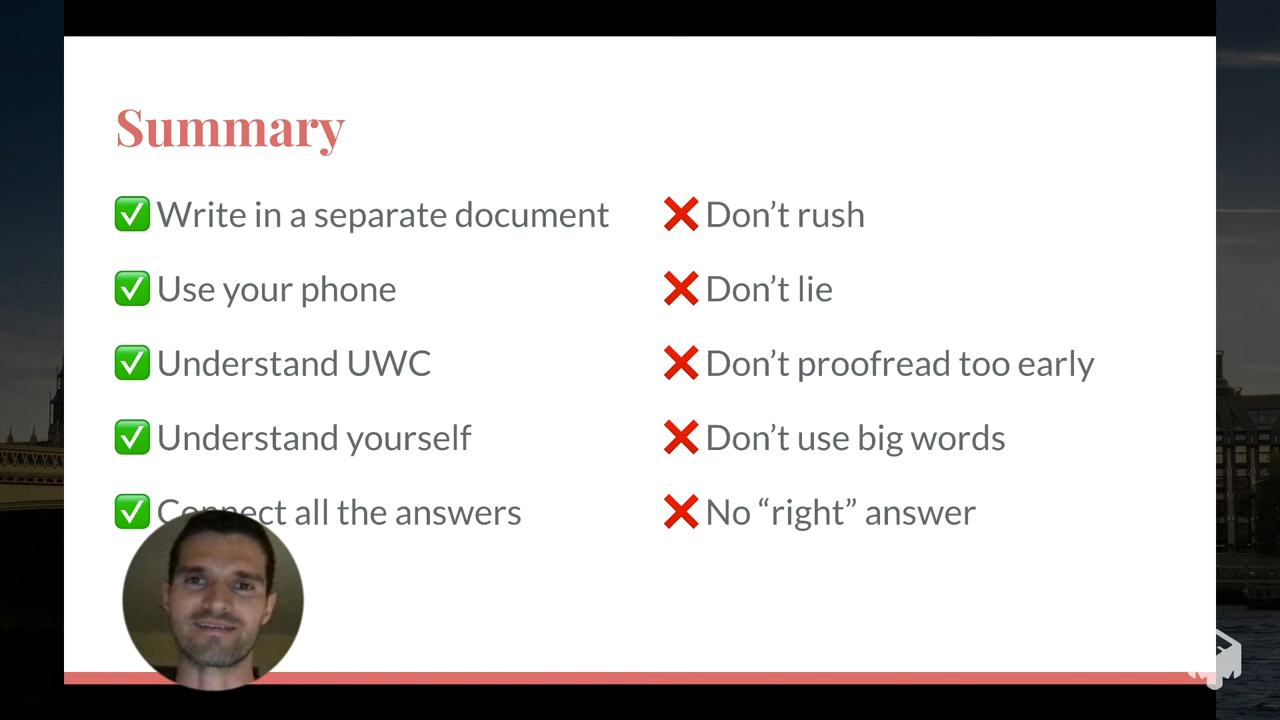 Summary
Write in a separate document
Use your phone
Understand UWC
Understand yourself
Connect all the answers
Don’t rush
Don’t lie
Don’t proofread too early
Don’t use big words
No “right” answer